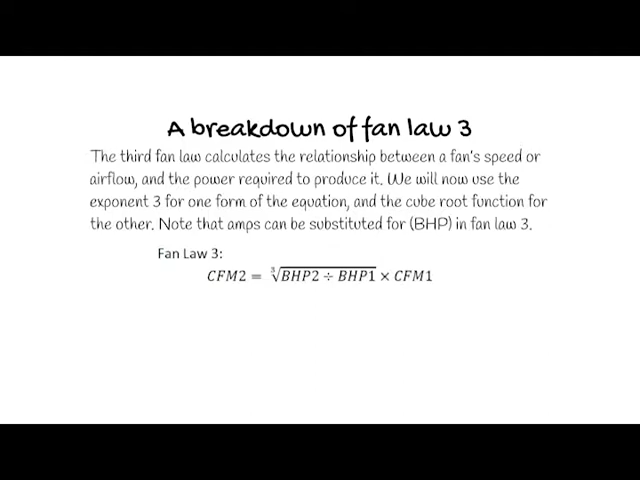 A breakdown of fan law 3
The third fan law calculates the relationship between a fan's speed or
airflow, and the power required to produce it. We will now use the
exponent 3 for one form of the equation, and the cube root function for
the other. Note that amps can be substituted for (BHP) in fan law 3.
Fan Law 3:
CFM2 = ∛(BHP2 ÷ BHP1) × CFM1